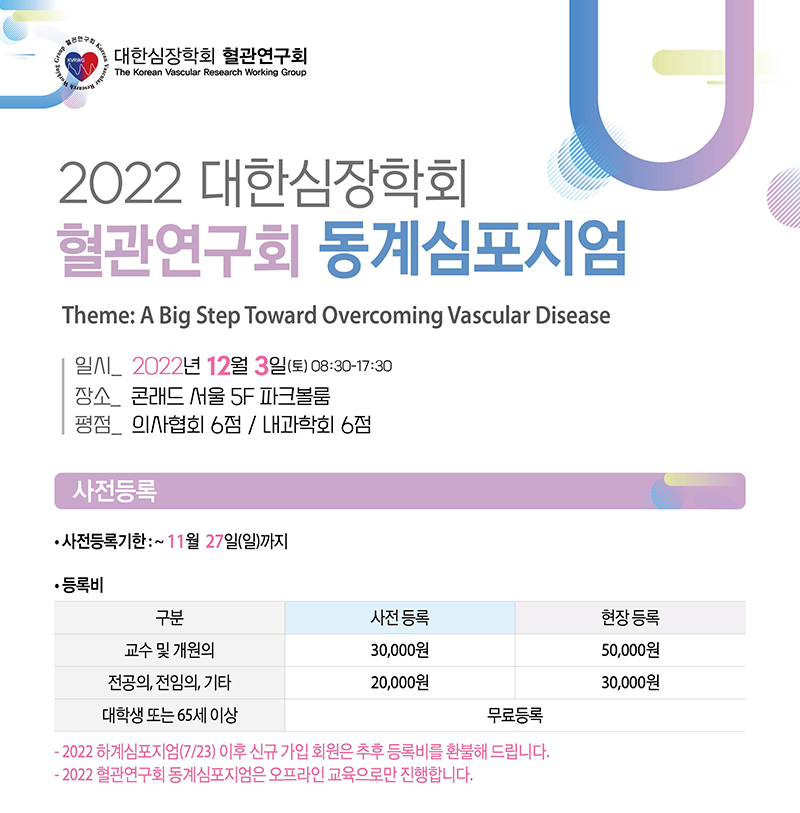 혈관연구회 Korean Vascular Research Working Group
KVRWG
대한심장학회 혈관연구회
The Korean Vascular Research Working Group
2022 대한심장학회
혈관연구회 동계심포지엄
Theme: A Big Step Toward Overcoming Vascular Disease
일시_ 2022년 12월 3일(토) 08:30-17:30
장소_ 콘래드 서울 5F 파크볼룸
평점_ 의사협회 6점 / 내과학회 6점
사전등록
• 사전등록기한 : ~ 11월 27일(일)까지
• 등록비
구분 사전 등록 현장 등록
교수 및 개원의 30,000원 50,000원
전공의, 전임의, 기타 20,000원 30,000원
대학생 또는 65세 이상 무료등록
- 2022 하계심포지엄(7/23) 이후 신규 가입 회원은 추후 등록비를 환불해 드립니다.
- 2022 혈관연구회 동계심포지엄은 오프라인 교육으로만 진행합니다.